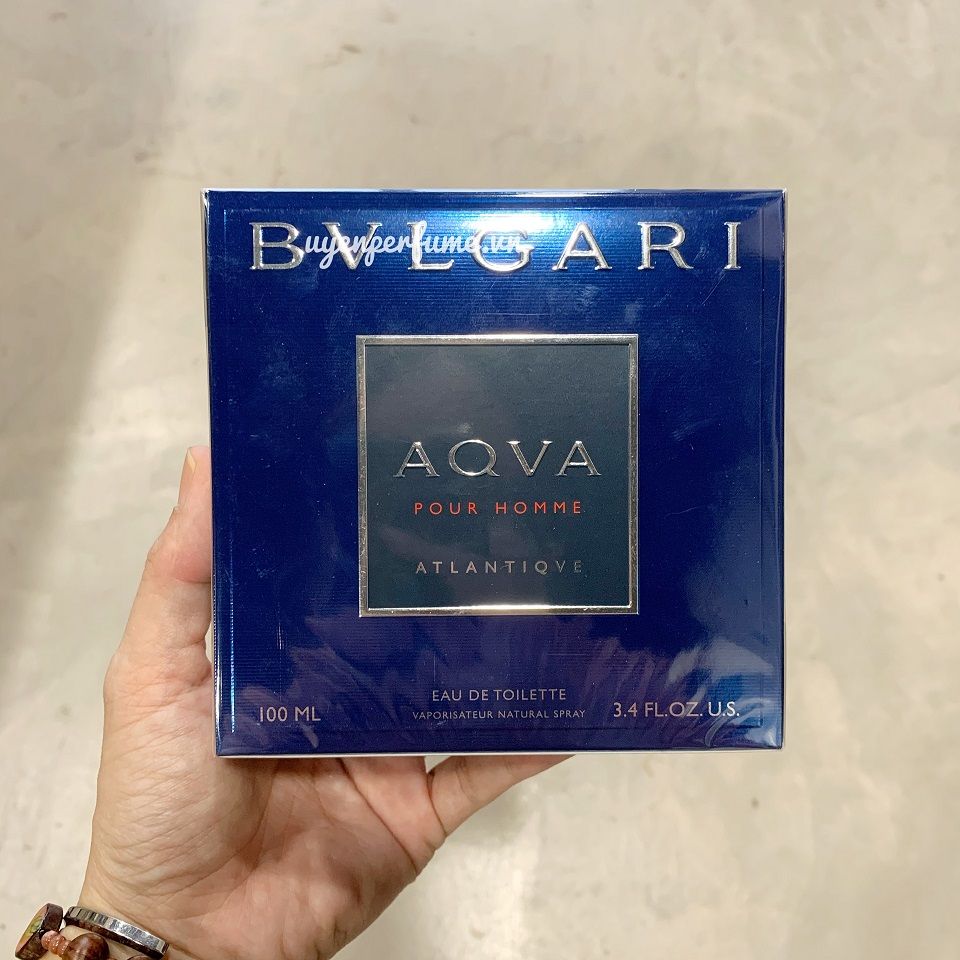 BVLGARI
uyenperfume.vn
AQVA
POUR HOMME
ATLANTIQVE
EAU DE TOILETTE
100 ML VAPORISATEUR NATURAL SPRAY 3.4 FL.OZ. U.S.